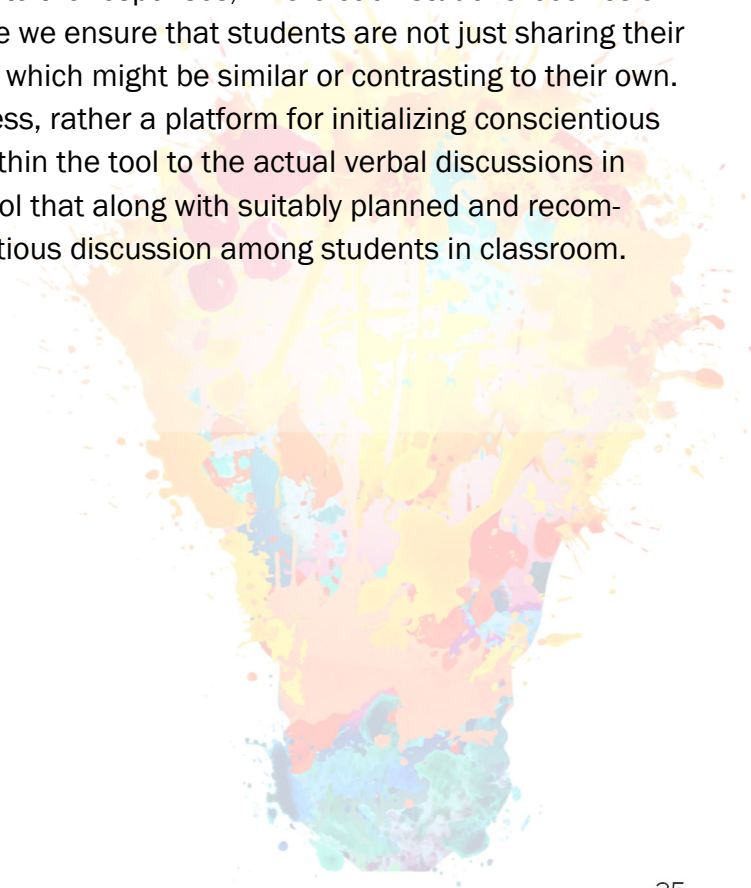 e we ensure that students are not just sharing their
which might be similar or contrasting to their own.
ess, rather a platform for initializing conscientious
thin the tool to the actual verbal discussions in
ol that along with suitably planned and recom-
tious discussion among students in classroom.